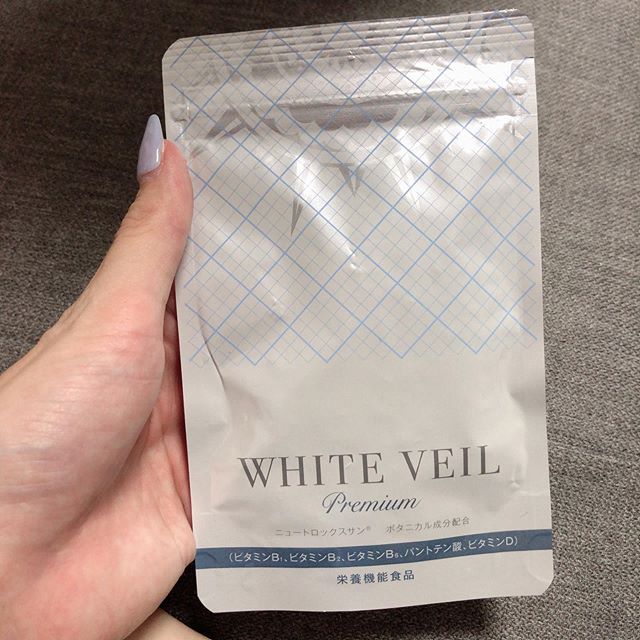 WHITE VEIL
Premium
ニュートロックスサン® ボタニカル成分配合
(ビタミンB₁、ビタミンB₂、ビタミンB₆、パントテン酸、ビタミンD)
栄養機能食品